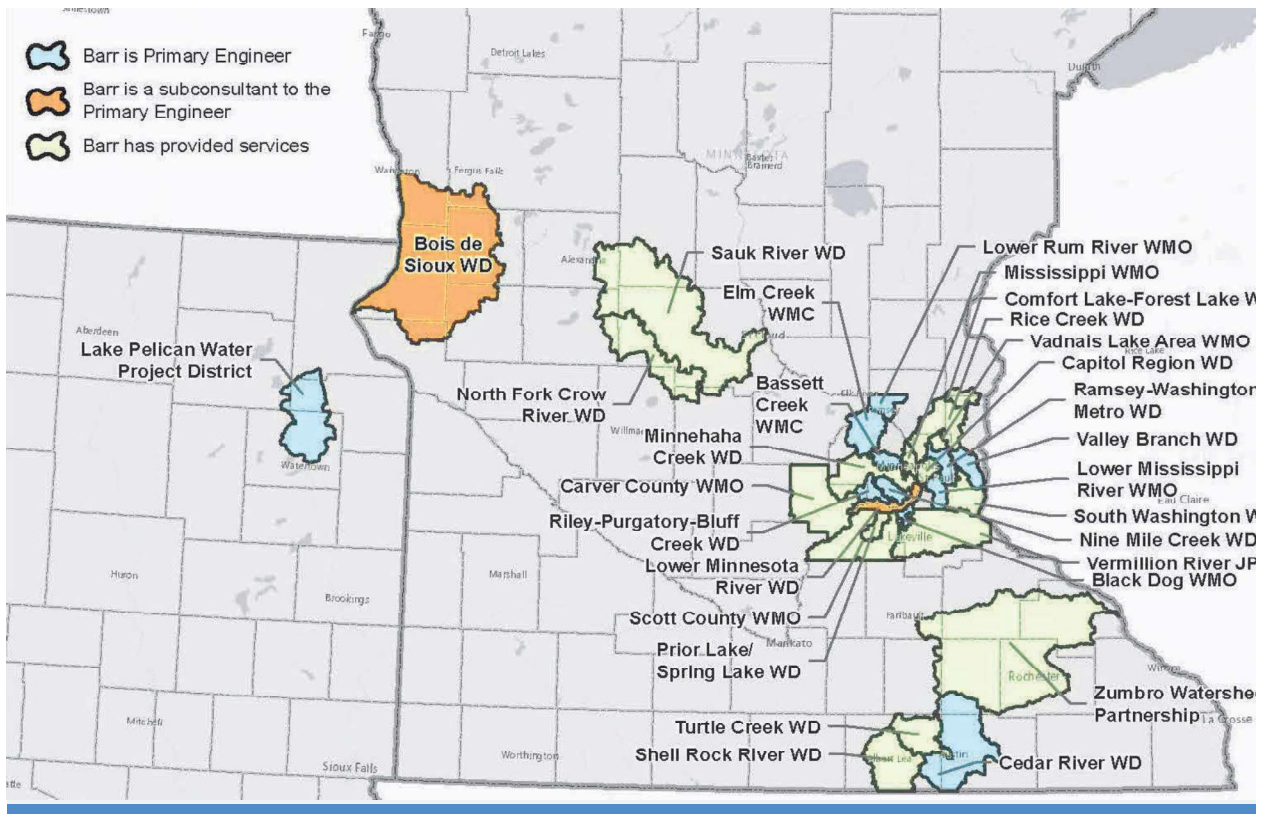 Barr is Primary Engineer
Barr is a subconsultant to the
Primary Engineer
Barr has provided services
Fargo
Detroit Lakes
Duluth
MINNESOTA
Baxter
Brainerd
Wahpeton
Fergus Falls
Bois de
Sioux WD
Alexandria
Sauk River WD
Elm Creek
WMC
Lower Rum River WMO
Mississippi WMO
Comfort Lake-Forest Lake W
Rice Creek WD
Vadnais Lake Area WMO
Rice Lake
Capitol Region WD
Ramsey-Washington
Metro WD
Valley Branch WD
Lower Mississippi
River WMO
Eau Claire
South Washington W
Nine Mile Creek WD
Vermillion River JP
Black Dog WMO
Aberdeen
Lake Pelican Water
Project District
Watertown
North Fork Crow
River WD
Bassett
Creek
WMC
Willmar
Minnehaha
Creek WD
Carver County WMO
Riley-Purgatory-Bluff
Creek WD
Lower Minnesota
River WD
Lakeville
Huron
Marshall
Brookings
Scott County WMO
Faribault
Mankato
Prior Lake/
Spring Lake WD
Rochester
Winona
Zumbro Watershe
Partnership
La Crosse
Mitchell
Turtle Creek WD
Shell Rock River WD
Worthington
Albert Lea
Austin
Cedar River WD
Sioux Falls